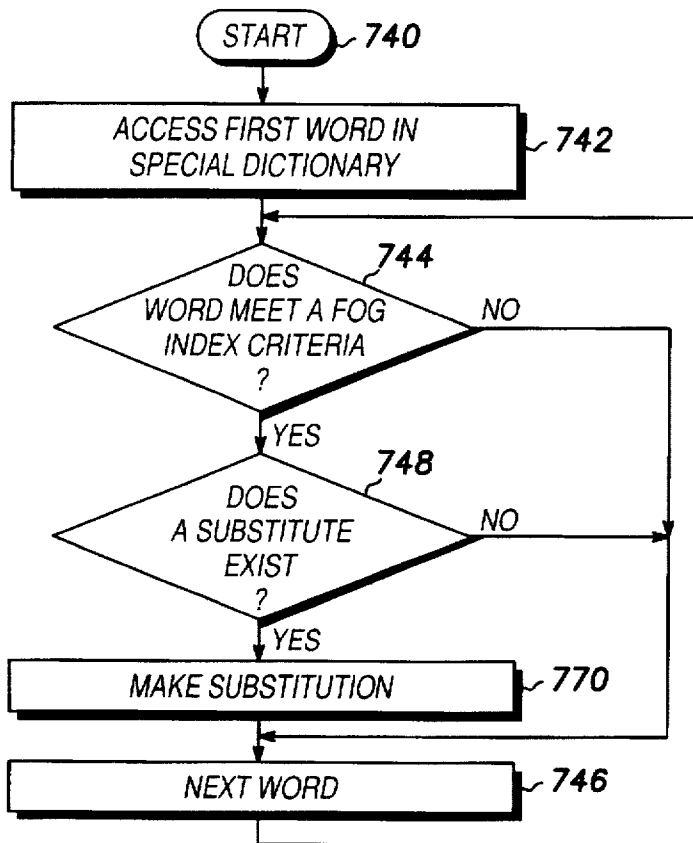 START
740
ACCESS FIRST WORD IN
SPECIAL DICTIONARY
742
744
DOES
WORD MEET A FOG
INDEX CRITERIA
?
NO
YES
748
DOES
A SUBSTITUTE
EXIST
?
NO
YES
MAKE SUBSTITUTION
770
NEXT WORD
746